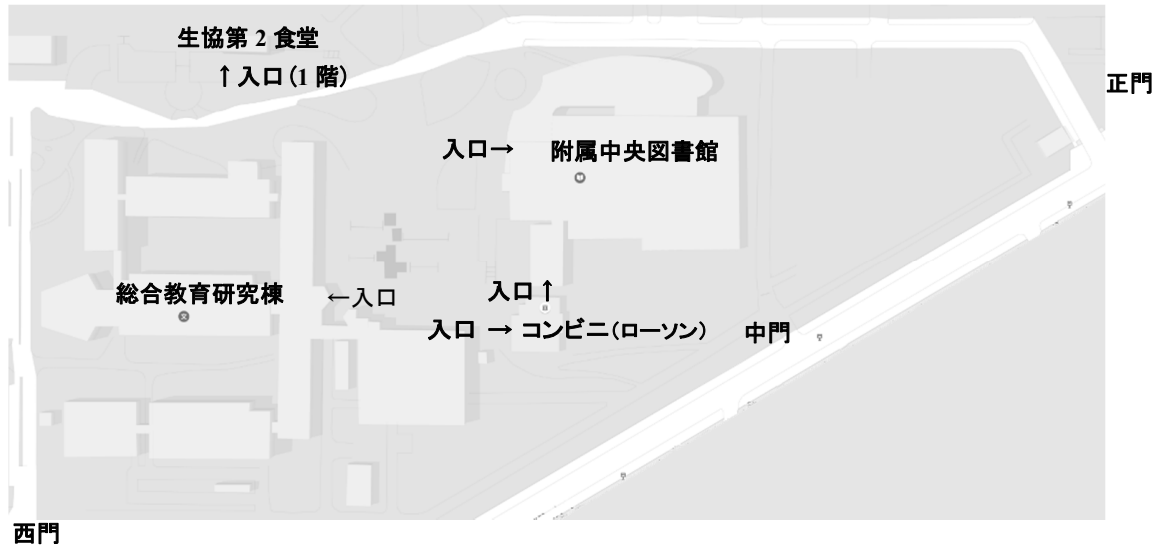 生協第 2 食堂
↑入口(1 階)
正門
入口→ 附属中央図書館
総合教育研究棟 ←入口
入口↑
入口 → コンビニ(ローソン) 中門
西門